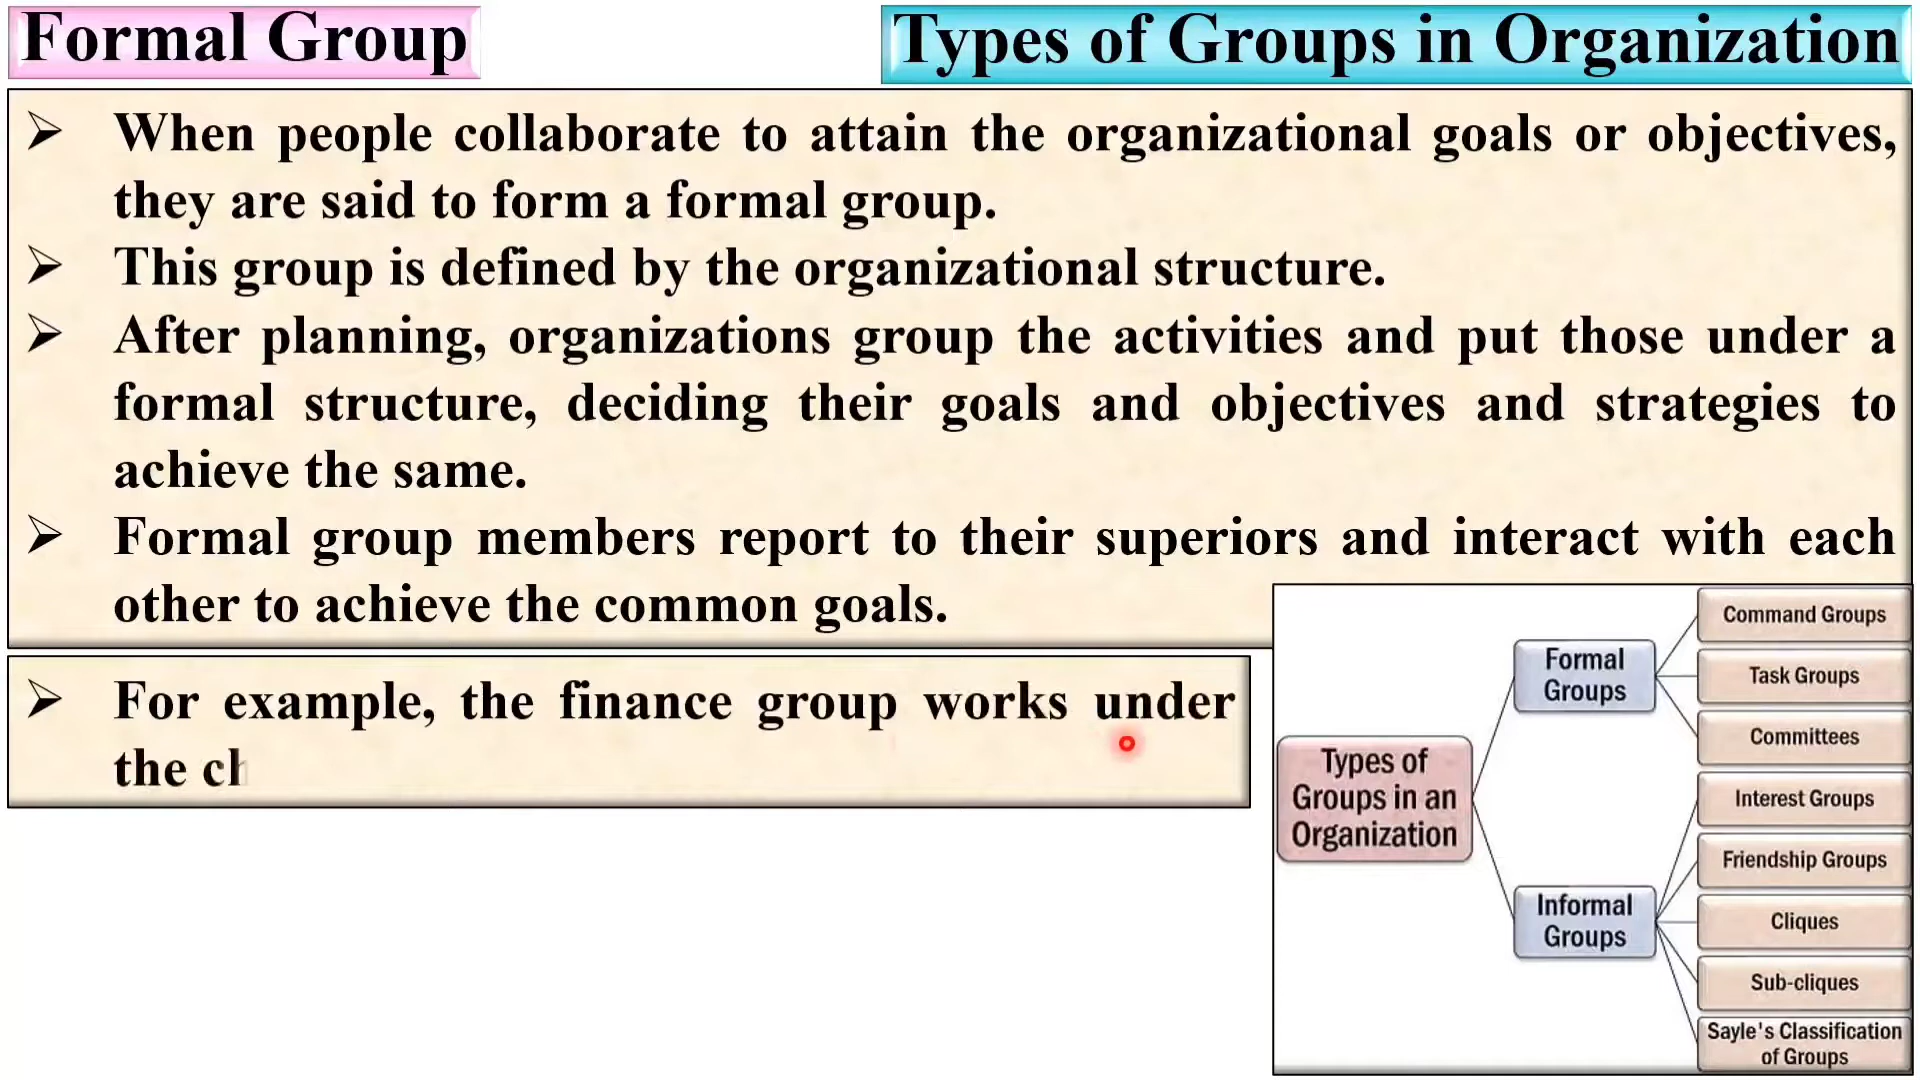 Formal Group
Types of Groups in Organization
➢ When people collaborate to attain the organizational goals or objectives,
they are said to form a formal group.
➢ This group is defined by the organizational structure.
➢ After planning, organizations group the activities and put those under a
formal structure, deciding their goals and objectives and strategies to
achieve the same.
➢ Formal group members report to their superiors and interact with each
other to achieve the common goals.
➢ For example, the finance group works under
the
Types of
Groups in an
Organization
Formal
Groups
Command Groups
Task Groups
Committees
Informal
Groups
Interest Groups
Friendship Groups
Cliques
Sub-cliques
Sayle's Classification
of Groups